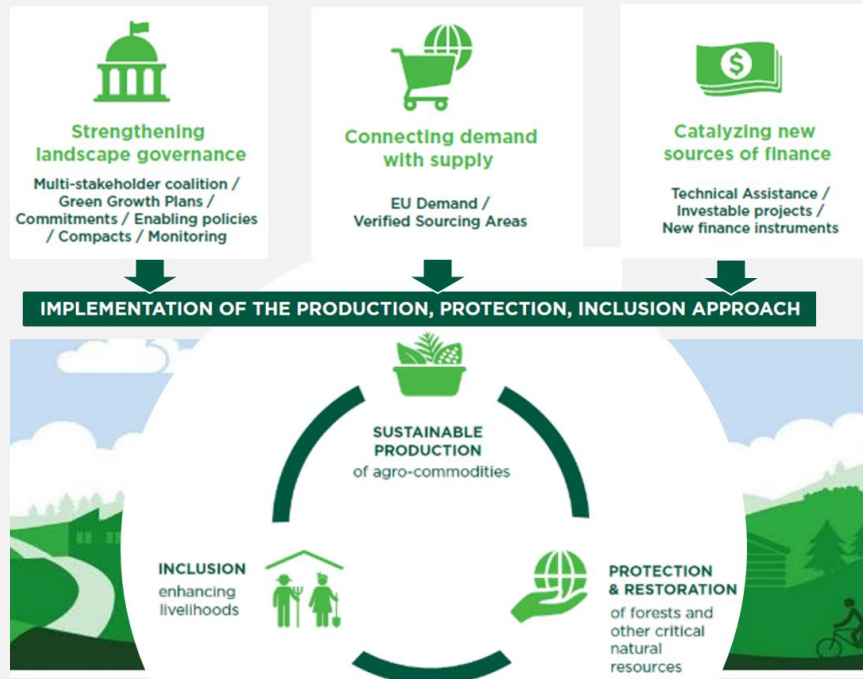 Strengthening
landscape governance
Multi-stakeholder coalition /
Green Growth Plans /
Commitments / Enabling policies
/ Compacts / Monitoring
Connecting demand
with supply
EU Demand /
Verified Sourcing Areas
$
Catalyzing new
sources of finance
Technical Assistance /
Investable projects /
New finance instruments
IMPLEMENTATION OF THE PRODUCTION, PROTECTION, INCLUSION APPROACH
SUSTAINABLE
PRODUCTION
of agro-commodities
INCLUSION
enhancing
livelihoods
PROTECTION
& RESTORATION
of forests and
other critical
natural
resources